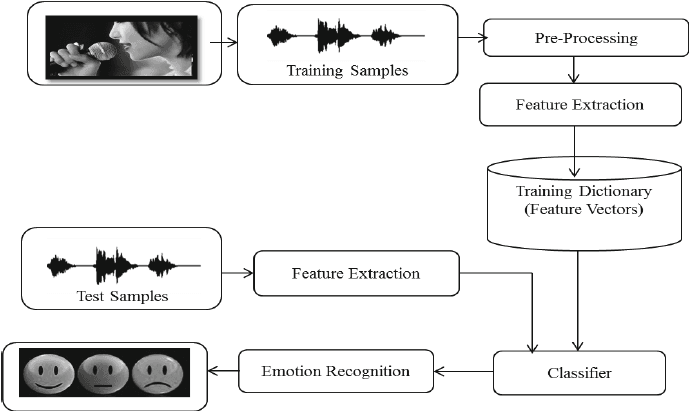 Training Samples
Pre-Processing
Feature Extraction
Training Dictionary
(Feature Vectors)
Test Samples
Feature Extraction
Emotion Recognition
Classifier